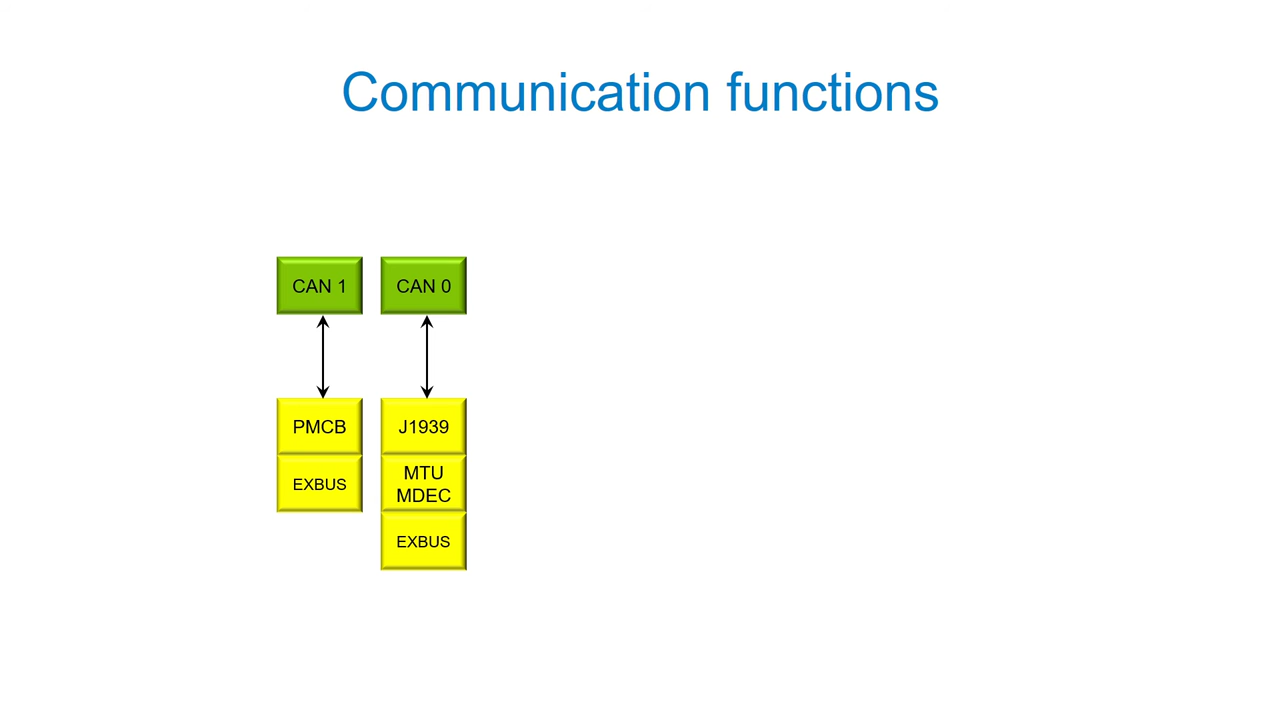 Communication functions
CAN 1
CAN 0
PMCB
J1939
EXBUS
MTU
MDEC
EXBUS